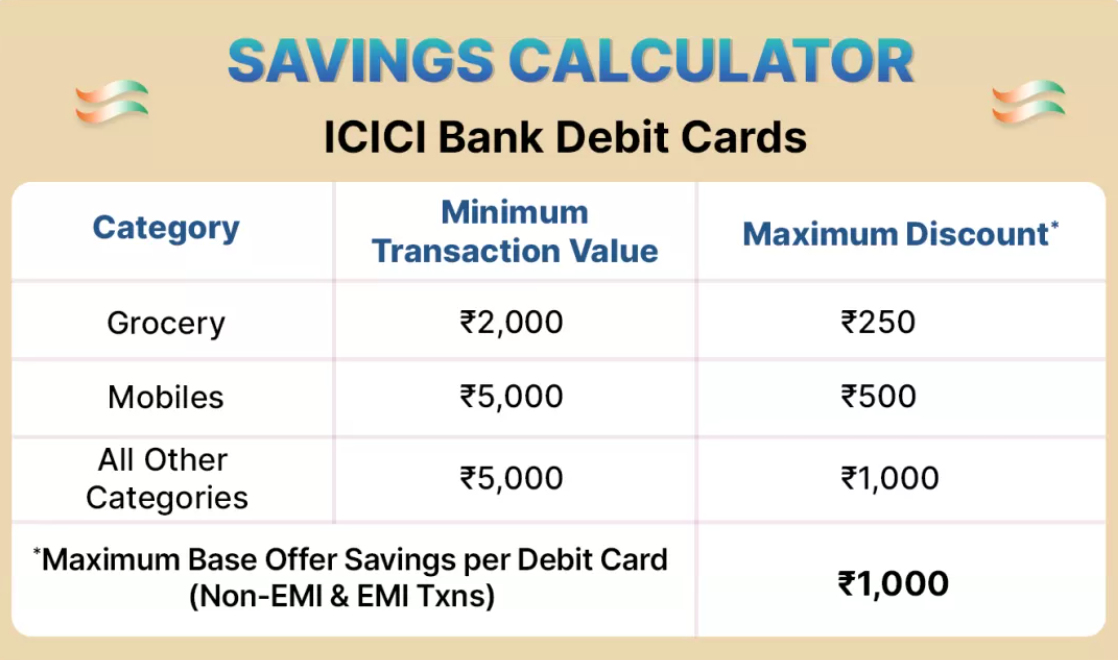 SAVINGS CALCULATOR
ICICI Bank Debit Cards
Category
Minimum
Transaction Value
Maximum Discount*
Grocery
₹2,000
₹250
Mobiles
₹5,000
₹500
All Other
Categories
₹5,000
₹1,000
*Maximum Base Offer Savings per Debit Card
(Non-EMI & EMI Txns)
₹1,000